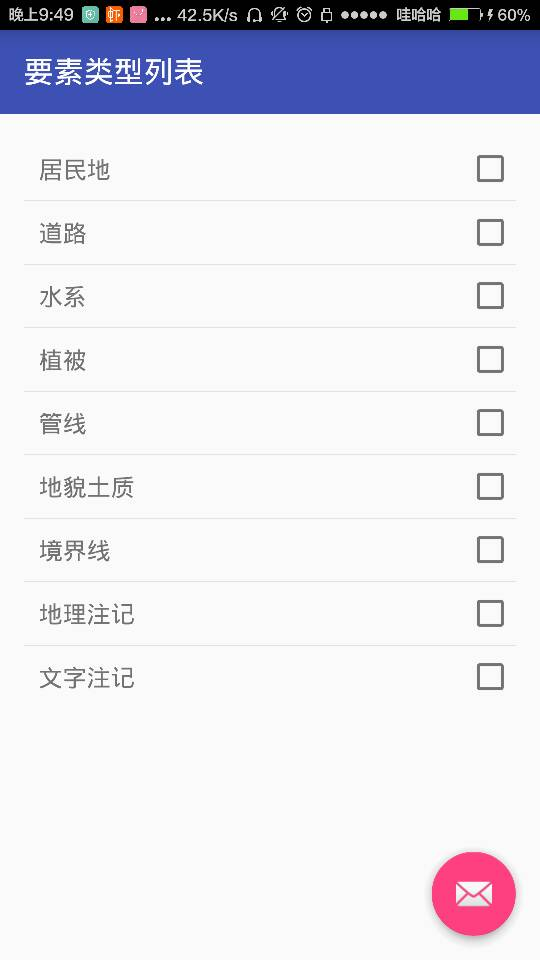 晚上9:49 ... 42.5K/s 哇哈哈 60%
要素类型列表
居民地
道路
水系
植被
管线
地貌土质
境界线
地理注记
文字注记